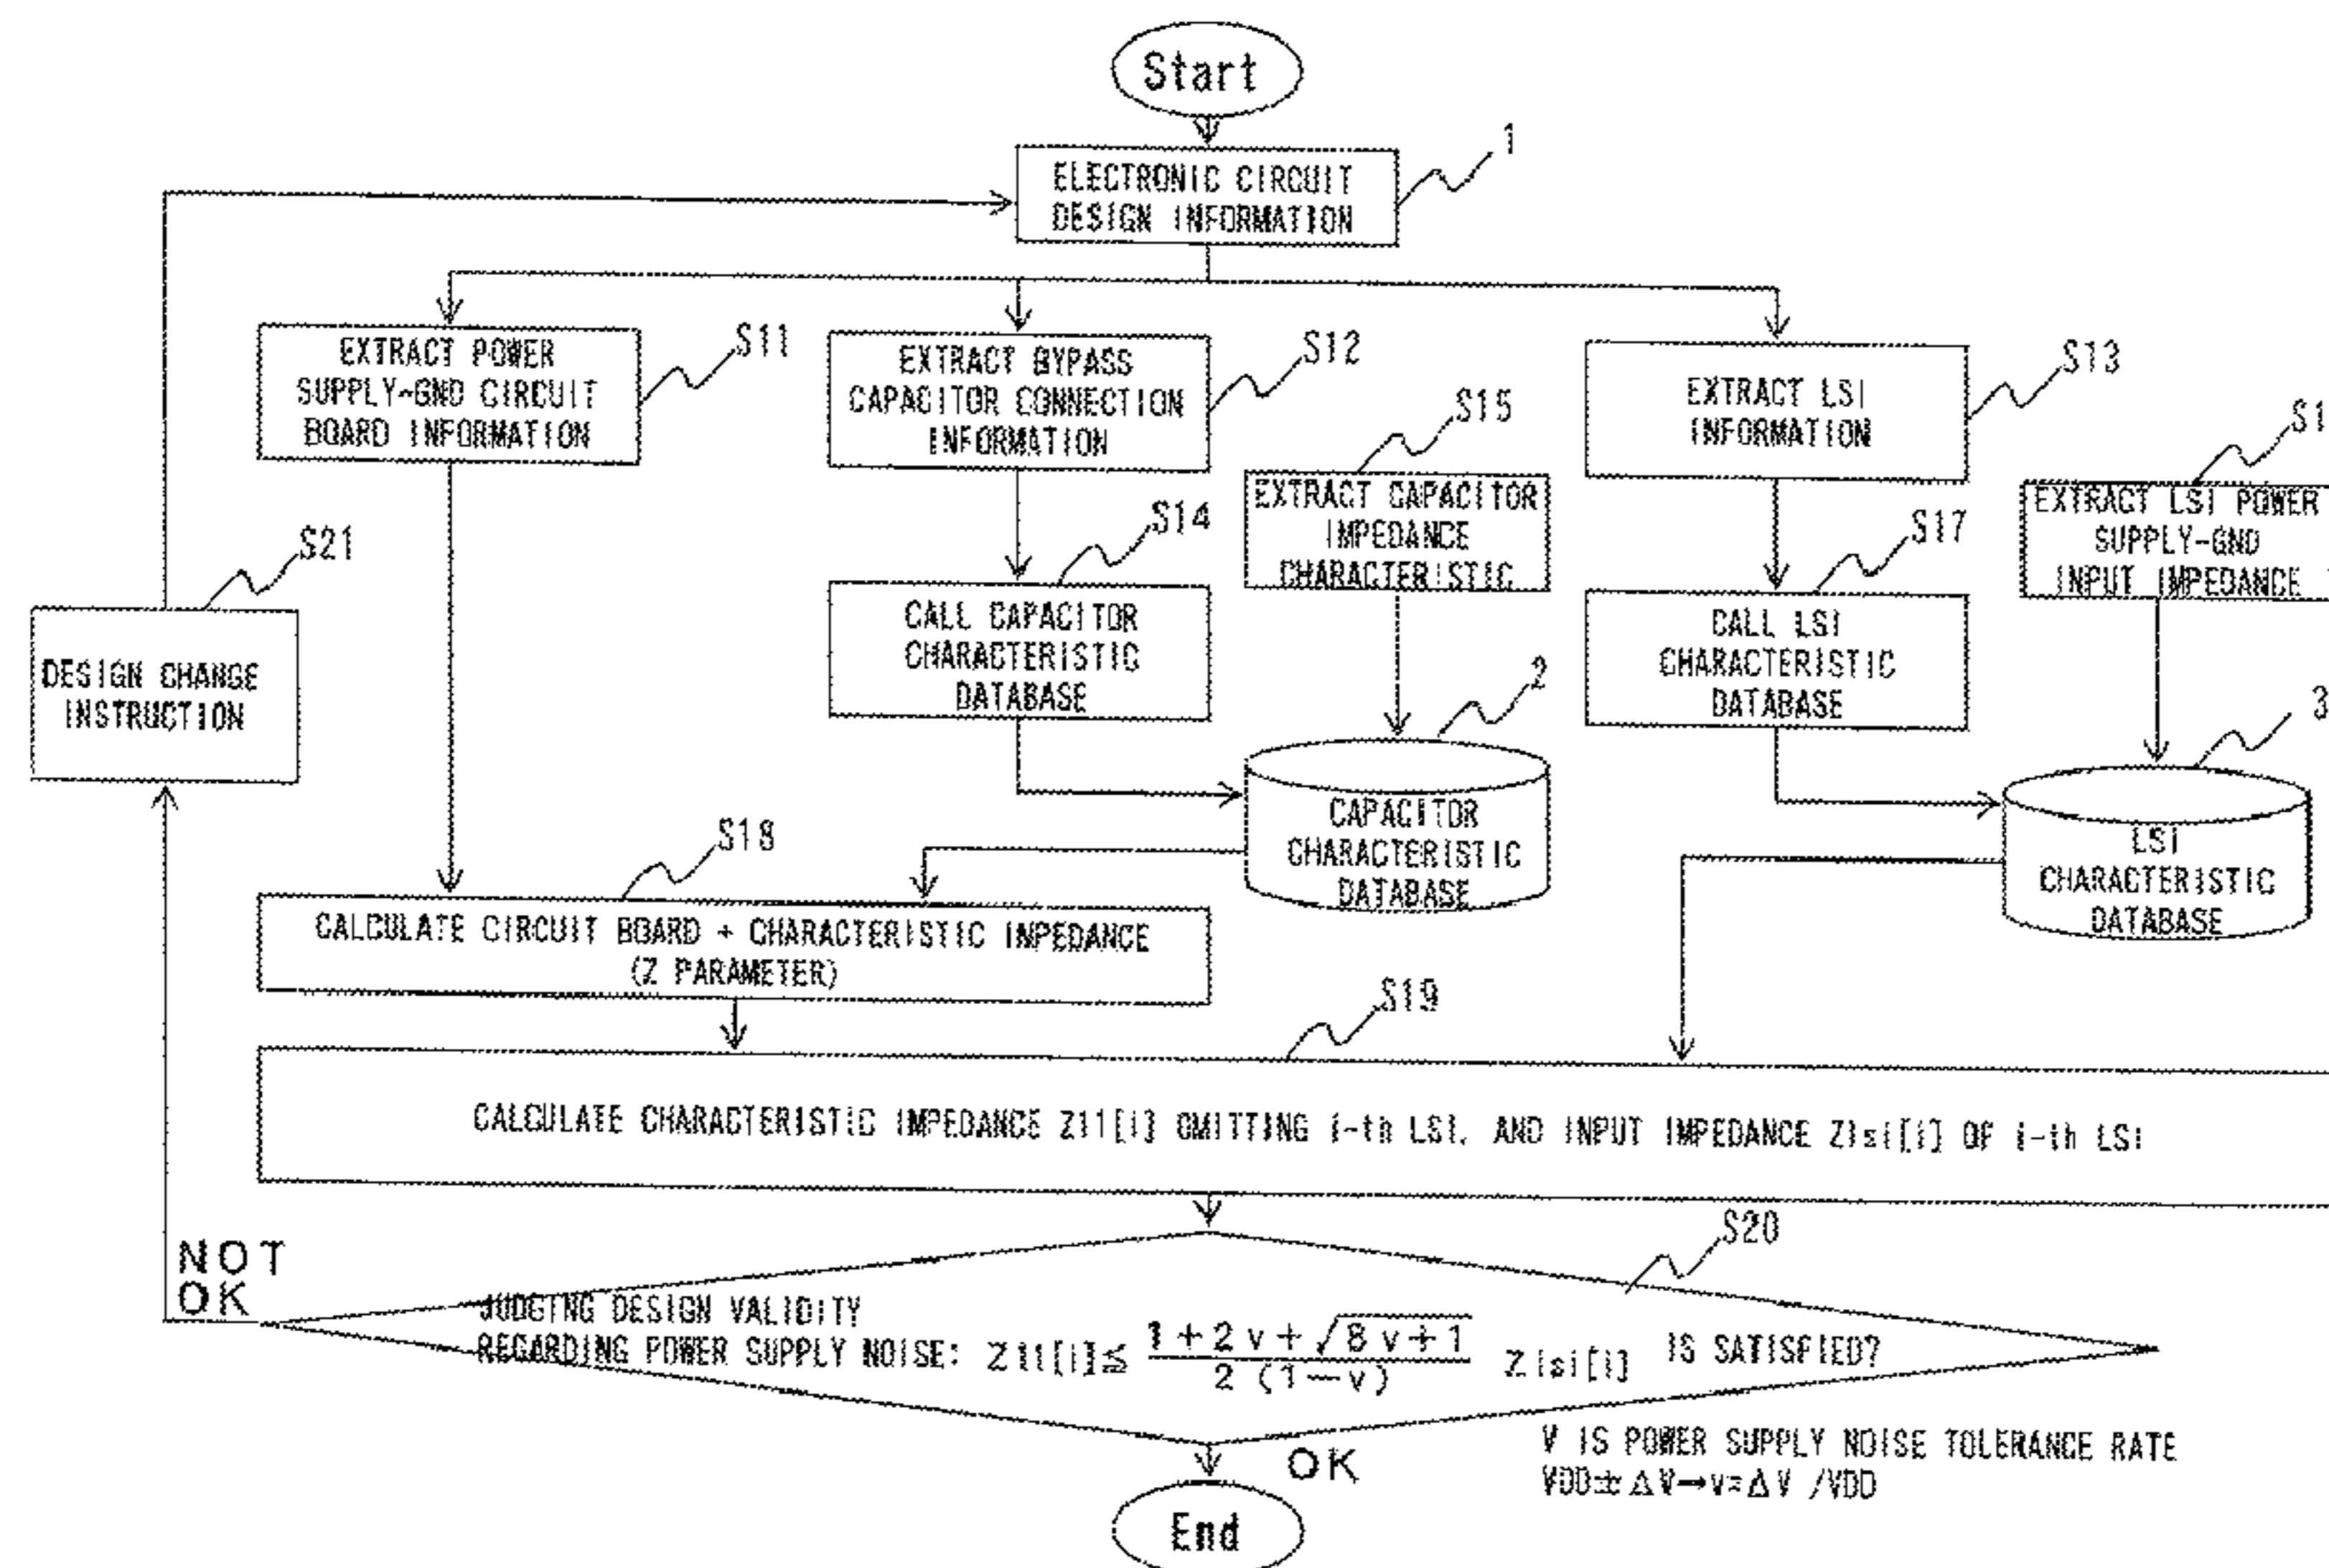 Start
1
ELECTRONIC CIRCUIT
DESIGN INFORMATION
S11
EXTRACT POWER
SUPPLY-GND CIRCUIT
BOARD INFORMATION
S12
EXTRACT BYPASS
CAPACITOR CONNECTION
INFORMATION
S13
EXTRACT LSI
INFORMATION
S15
EXTRACT CAPACITOR
IMPEDANCE
CHARACTERISTIC
S1
EXTRACT LSI POWER
SUPPLY-GND
INPUT IMPEDANCE
S21
DESIGN CHANGE
INSTRUCTION
S14
CALL CAPACITOR
CHARACTERISTIC
DATABASE
S17
CALL LSI
CHARACTERISTIC
DATABASE
2
CAPACITOR
CHARACTERISTIC
DATABASE
3
LSI
CHARACTERISTIC
DATABASE
S18
CALCULATE CIRCUIT BOARD + CHARACTERISTIC IMPEDANCE
(Z PARAMETER)
S19
CALCULATE CHARACTERISTIC IMPEDANCE Z11[i] OMITTING i-th LSI, AND INPUT IMPEDANCE Zlsi[i] OF i-th LSI
S20
NOT
OK
JUDGING DESIGN VALIDITY
REGARDING POWER SUPPLY NOISE: Z11[i]≦ (1+2v+√(8v+1))/(2(1−v)) Zlsi[i] IS SATISFIED?
OK
V IS POWER SUPPLY NOISE TOLERANCE RATE
VDD±ΔV→v=ΔV /VDD
End